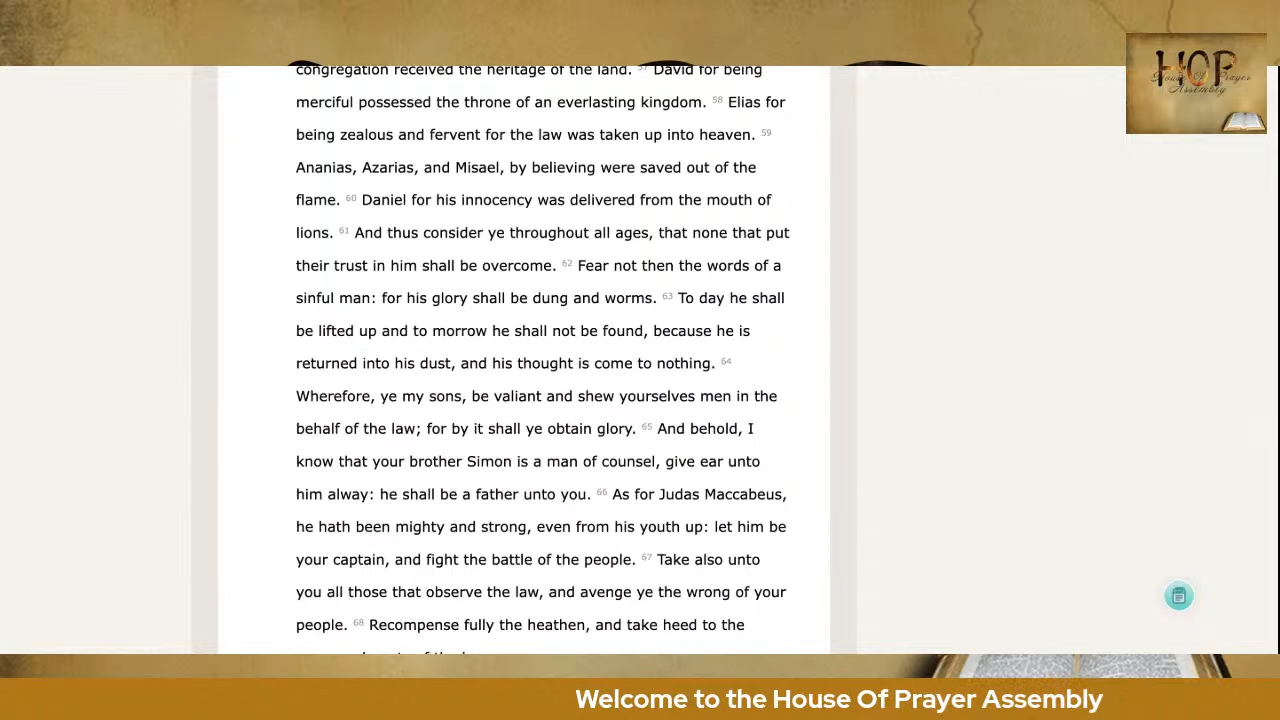 congregation received the heritage of the land. 57 David for being
merciful possessed the throne of an everlasting kingdom. 58 Elias for
being zealous and fervent for the law was taken up into heaven. 59
Ananias, Azarias, and Misael, by believing were saved out of the
flame. 60 Daniel for his innocency was delivered from the mouth of
lions. 61 And thus consider ye throughout all ages, that none that put
their trust in him shall be overcome. 62 Fear not then the words of a
sinful man: for his glory shall be dung and worms. 63 To day he shall
be lifted up and to morrow he shall not be found, because he is
returned into his dust, and his thought is come to nothing. 64
Wherefore, ye my sons, be valiant and shew yourselves men in the
behalf of the law; for by it shall ye obtain glory. 65 And behold, I
know that your brother Simon is a man of counsel, give ear unto
him alway: he shall be a father unto you. 66 As for Judas Maccabeus,
he hath been mighty and strong, even from his youth up: let him be
your captain, and fight the battle of the people. 67 Take also unto
you all those that observe the law, and avenge ye the wrong of your
people. 68 Recompense fully the heathen, and take heed to the
HOP
House Of Prayer
Assembly
Welcome to the House Of Prayer Assembly